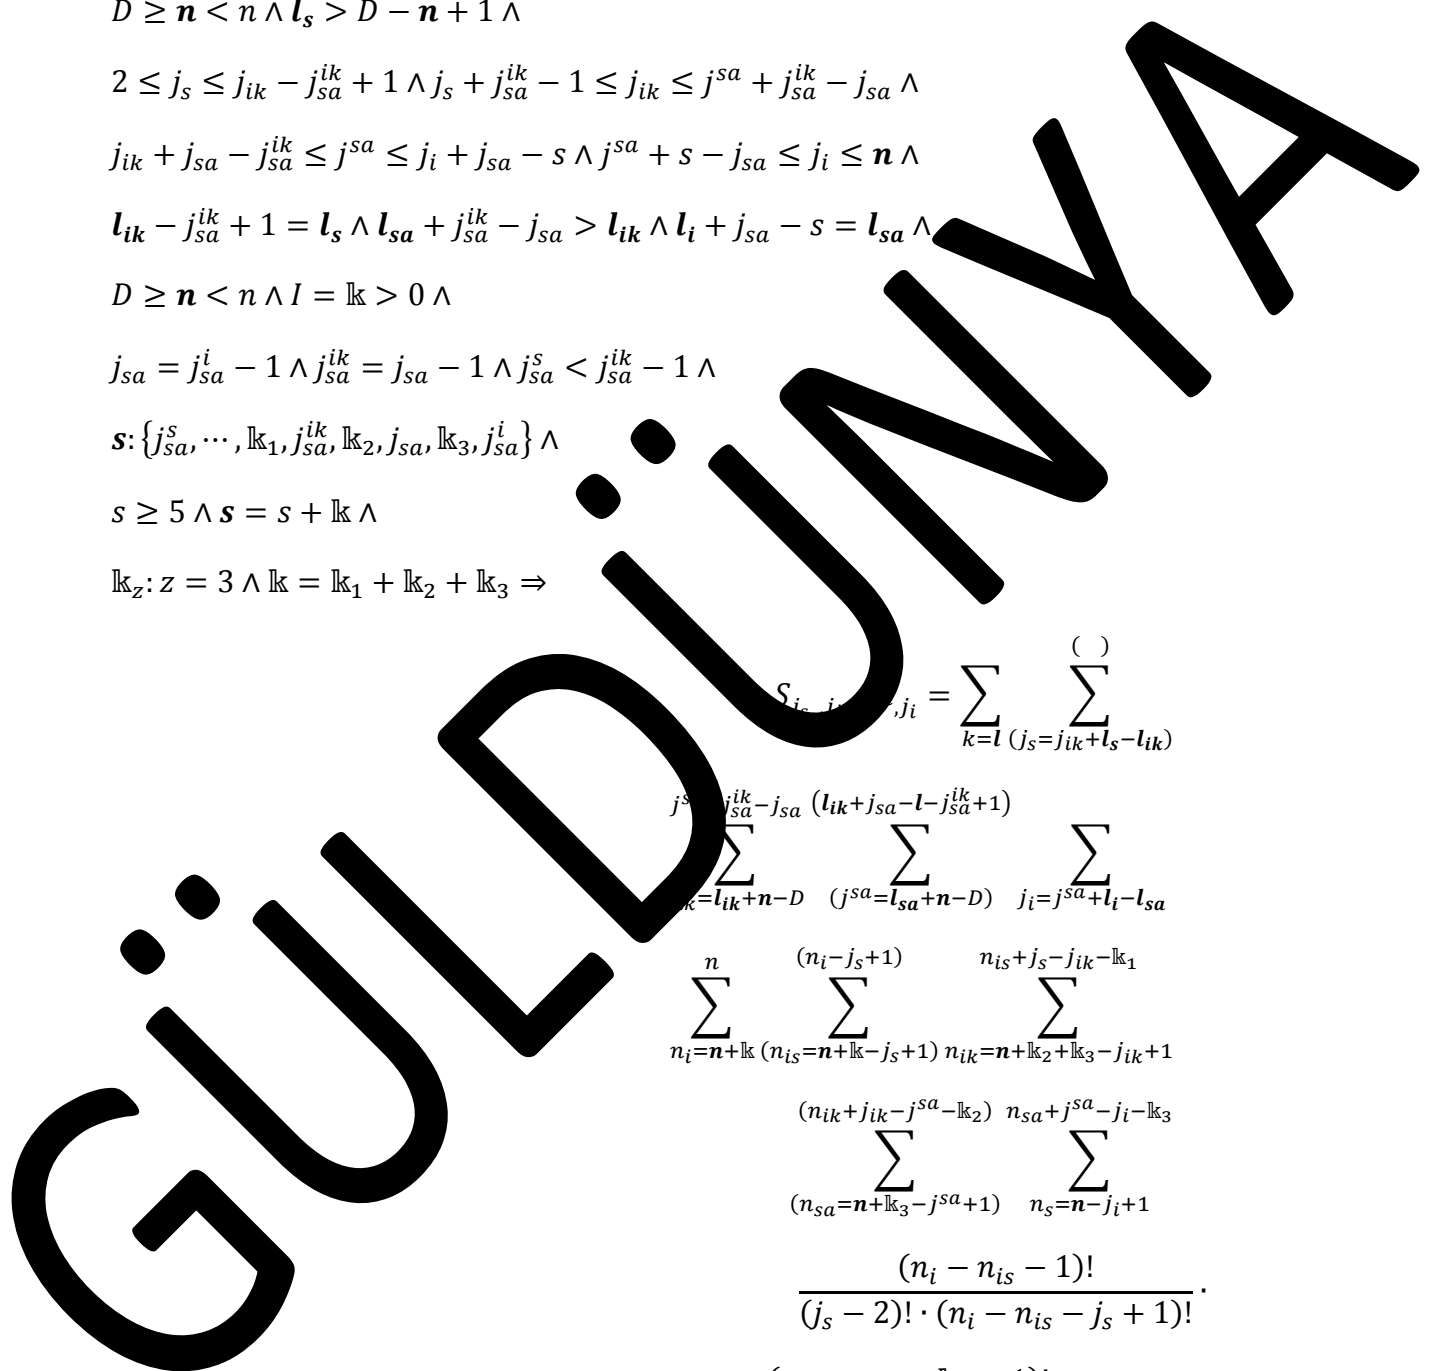 D ≥ 𝒏 < n ∧ 𝒍ₛ > D − 𝒏 + 1 ∧
2 ≤ j_s ≤ j_{ik} − j_{sa}^{ik} + 1 ∧ j_s + j_{sa}^{ik} − 1 ≤ j_{ik} ≤ j^{sa} + j_{sa}^{ik} − j_{sa} ∧
j_{ik} + j_{sa} − j_{sa}^{ik} ≤ j^{sa} ≤ j_i + j_{sa} − s ∧ j^{sa} + s − j_{sa} ≤ j_i ≤ 𝒏 ∧
𝒍_{ik} − j_{sa}^{ik} + 1 = 𝒍_s ∧ 𝒍_{sa} + j_{sa}^{ik} − j_{sa} > 𝒍_{ik} ∧ 𝒍_i + j_{sa} − s = 𝒍_{sa} ∧
D ≥ 𝒏 < n ∧ I = 𝕜 > 0 ∧
j_{sa} = j_{sa}^i − 1 ∧ j_{sa}^{ik} = j_{sa} − 1 ∧ j_{sa}^s < j_{sa}^{ik} − 1 ∧
𝒔: {j_{sa}^s, ⋯, 𝕜_1, j_{sa}^{ik}, 𝕜_2, j_{sa}, 𝕜_3, j_{sa}^i} ∧
s ≥ 5 ∧ 𝒔 = s + 𝕜 ∧
𝕜_z: z = 3 ∧ 𝕜 = 𝕜_1 + 𝕜_2 + 𝕜_3 ⇒
( )
,j_i = ∑ ∑
k=𝒍 (j_s=j_{ik}+𝒍_s−𝒍_{ik})
j_{sa}^{ik}−j_{sa} (𝒍_{ik}+j_{sa}−𝒍−j_{sa}^{ik}+1)
∑ ∑ ∑
=𝒍_{ik}+𝒏−D (j^{sa}=𝒍_{sa}+𝒏−D) j_i=j^{sa}+𝒍_i−𝒍_{sa}
n (n_i−j_s+1) n_{is}+j_s−j_{ik}−𝕜_1
∑ ∑ ∑
n_i=𝒏+𝕜 (n_{is}=𝒏+𝕜−j_s+1) n_{ik}=𝒏+𝕜_2+𝕜_3−j_{ik}+1
(n_{ik}+j_{ik}−j^{sa}−𝕜_2) n_{sa}+j^{sa}−j_i−𝕜_3
∑ ∑
(n_{sa}=𝒏+𝕜_3−j^{sa}+1) n_s=𝒏−j_i+1
(n_i − n_{is} − 1)!
(j_s − 2)! · (n_i − n_{is} − j_s + 1)! ·
GÜLDÜNYA